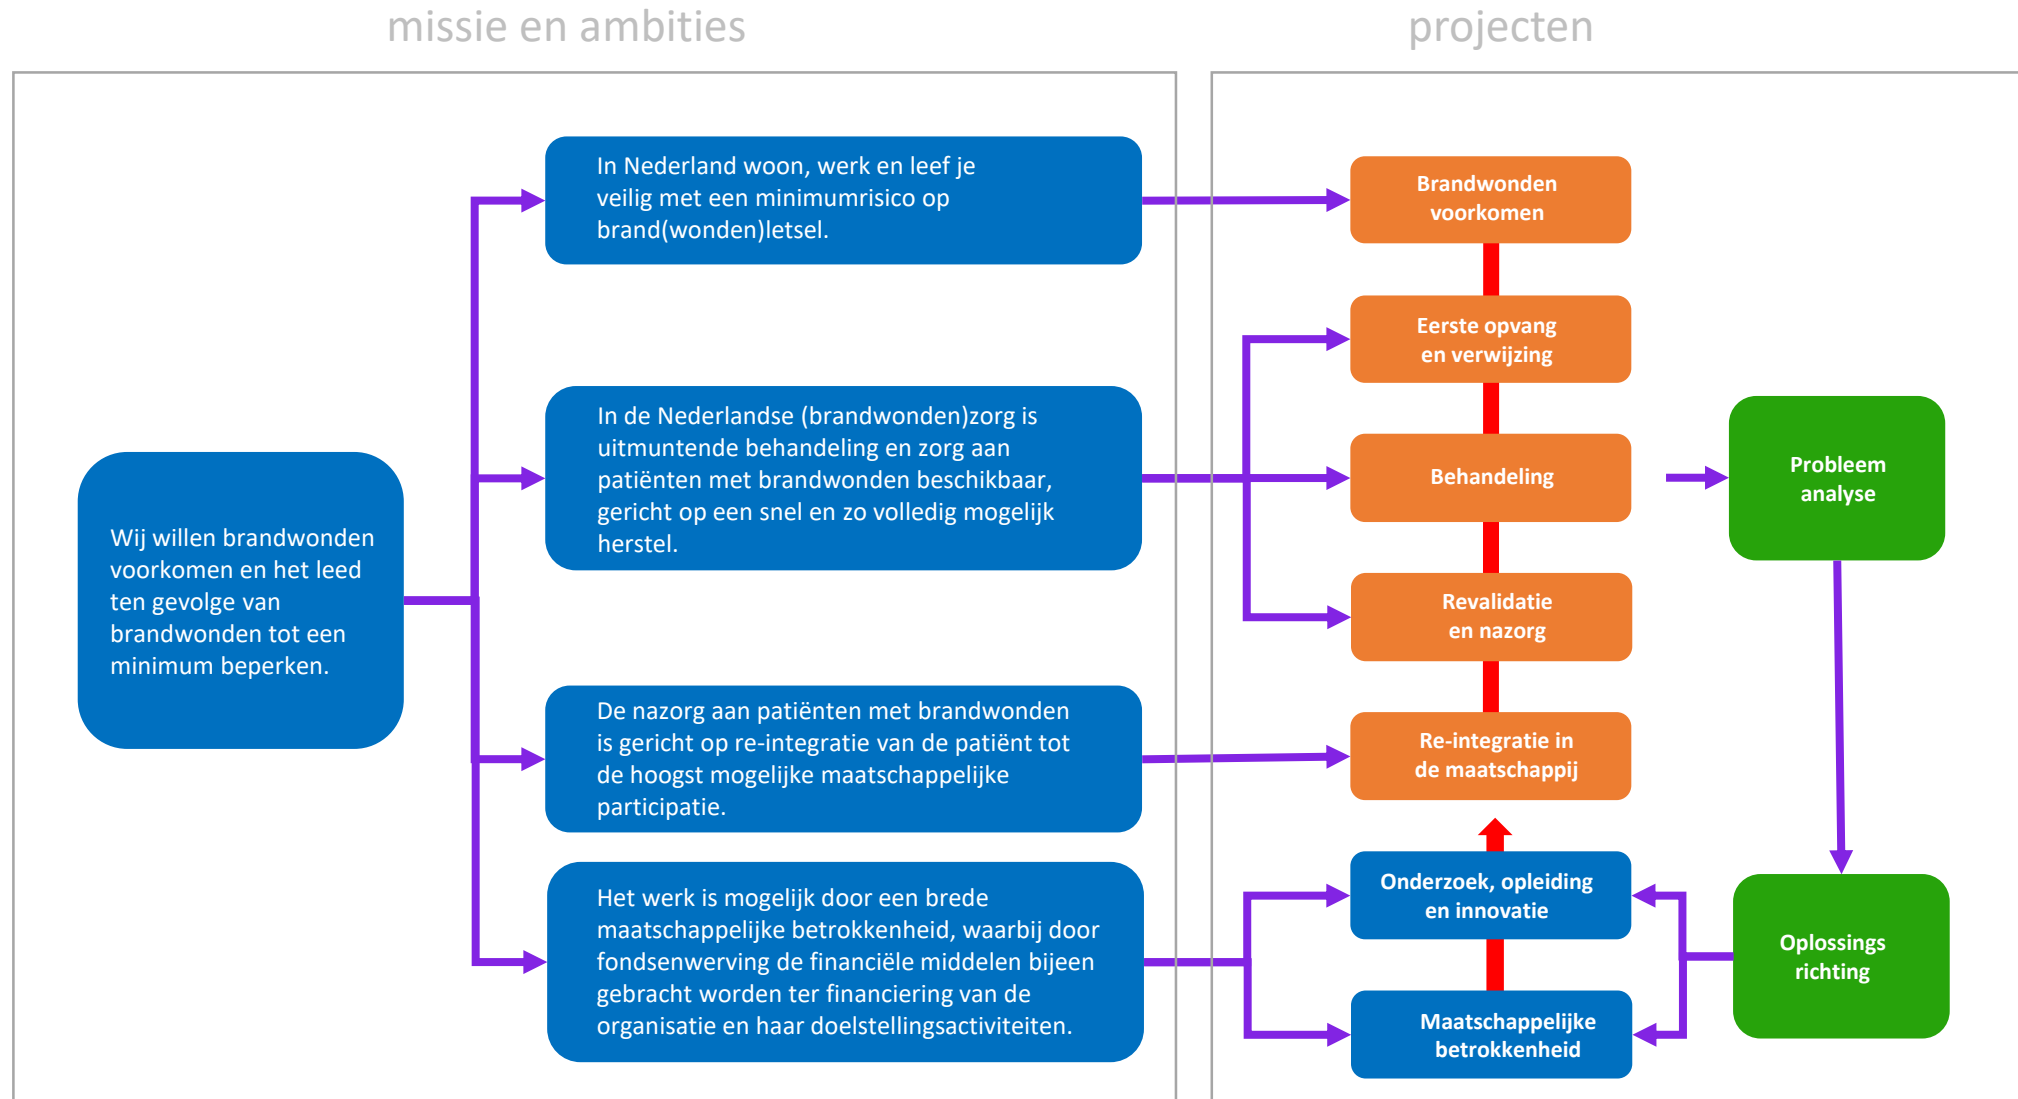 missie en ambities
projecten
Wij willen brandwonden
voorkomen en het leed
ten gevolge van
brandwonden tot een
minimum beperken.
In Nederland woon, werk en leef je
veilig met een minimumrisico op
brand(wonden)letsel.
In de Nederlandse (brandwonden)zorg is
uitmuntende behandeling en zorg aan
patiënten met brandwonden beschikbaar,
gericht op een snel en zo volledig mogelijk
herstel.
De nazorg aan patiënten met brandwonden
is gericht op re-integratie van de patiënt tot
de hoogst mogelijke maatschappelijke
participatie.
Het werk is mogelijk door een brede
maatschappelijke betrokkenheid, waarbij door
fondsenwerving de financiële middelen bijeen
gebracht worden ter financiering van de
organisatie en haar doelstellingsactiviteiten.
Brandwonden
voorkomen
Eerste opvang
en verwijzing
Behandeling
Revalidatie
en nazorg
Re-integratie in
de maatschappij
Onderzoek, opleiding
en innovatie
Maatschappelijke
betrokkenheid
Probleem
analyse
Oplossings
richting